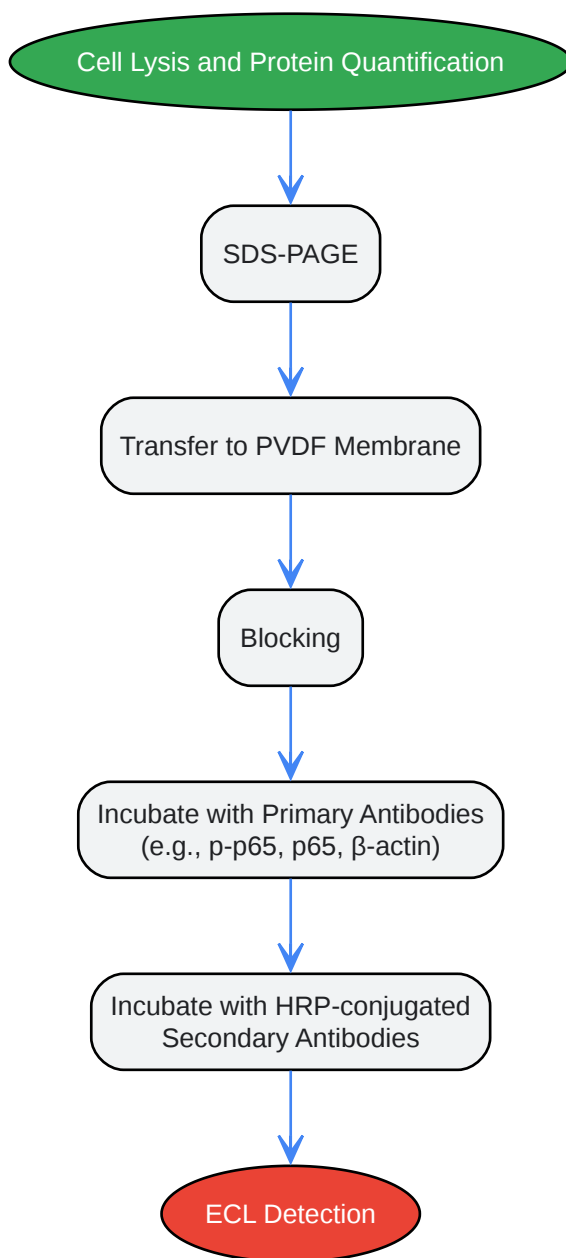 Cell Lysis and Protein Quantification
SDS-PAGE
Transfer to PVDF Membrane
Blocking
Incubate with Primary Antibodies
(e.g., p-p65, p65, β-actin)
Incubate with HRP-conjugated
Secondary Antibodies
ECL Detection